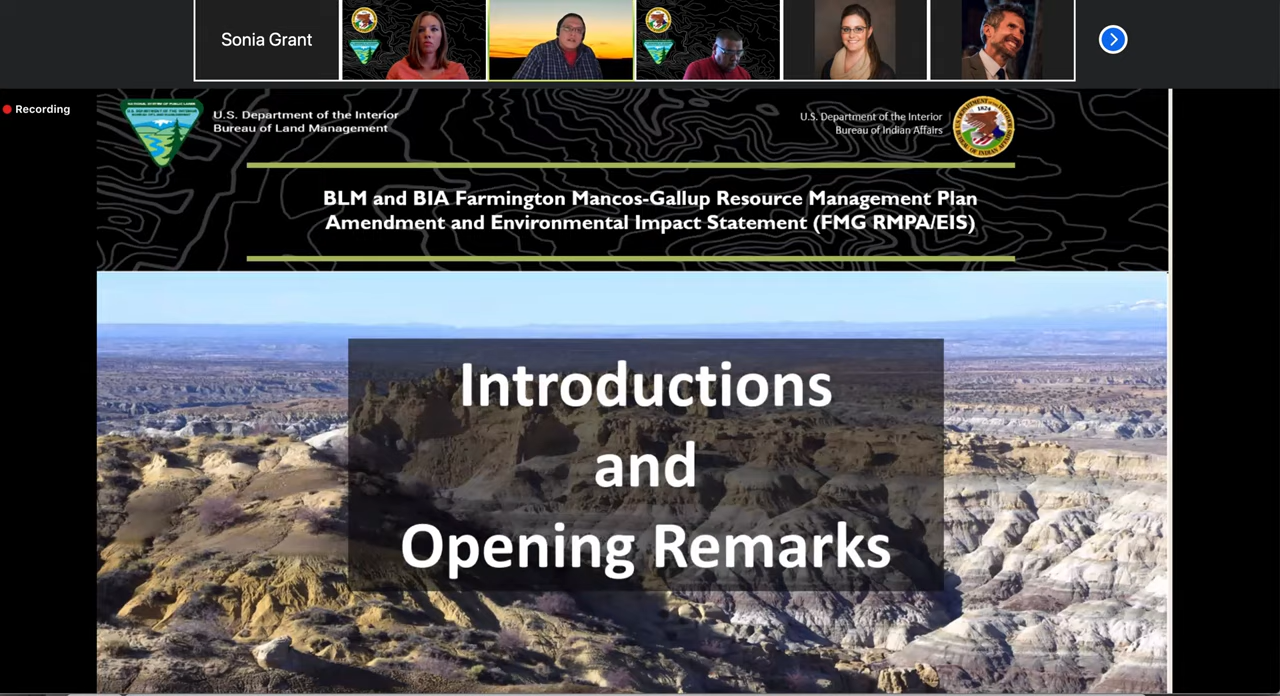 Sonia Grant
Recording
U.S. Department of the Interior
Bureau of Land Management
U.S. Department of the Interior
Bureau of Indian Affairs
1824
BLM and BIA Farmington Mancos-Gallup Resource Management Plan
Amendment and Environmental Impact Statement (FMG RMPA/EIS)
Introductions
and
Opening Remarks